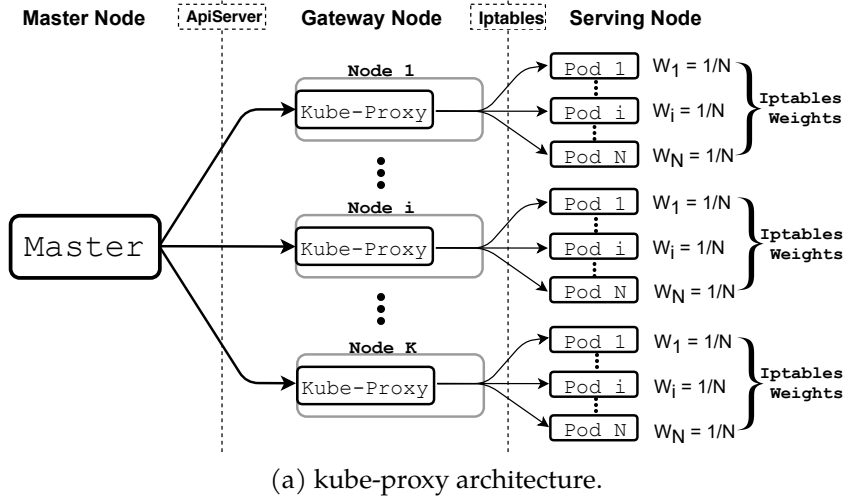 Master Node
ApiServer
Gateway Node
Iptables
Serving Node
Master
Node 1
Kube-Proxy
Pod 1
W1 = 1/N
Pod i
Wi = 1/N
Pod N
WN = 1/N
Iptables
Weights
Node i
Kube-Proxy
Pod 1
W1 = 1/N
Pod i
Wi = 1/N
Pod N
WN = 1/N
Iptables
Weights
Node K
Kube-Proxy
Pod 1
W1 = 1/N
Pod i
Wi = 1/N
Pod N
WN = 1/N
Iptables
Weights
(a) kube-proxy architecture.